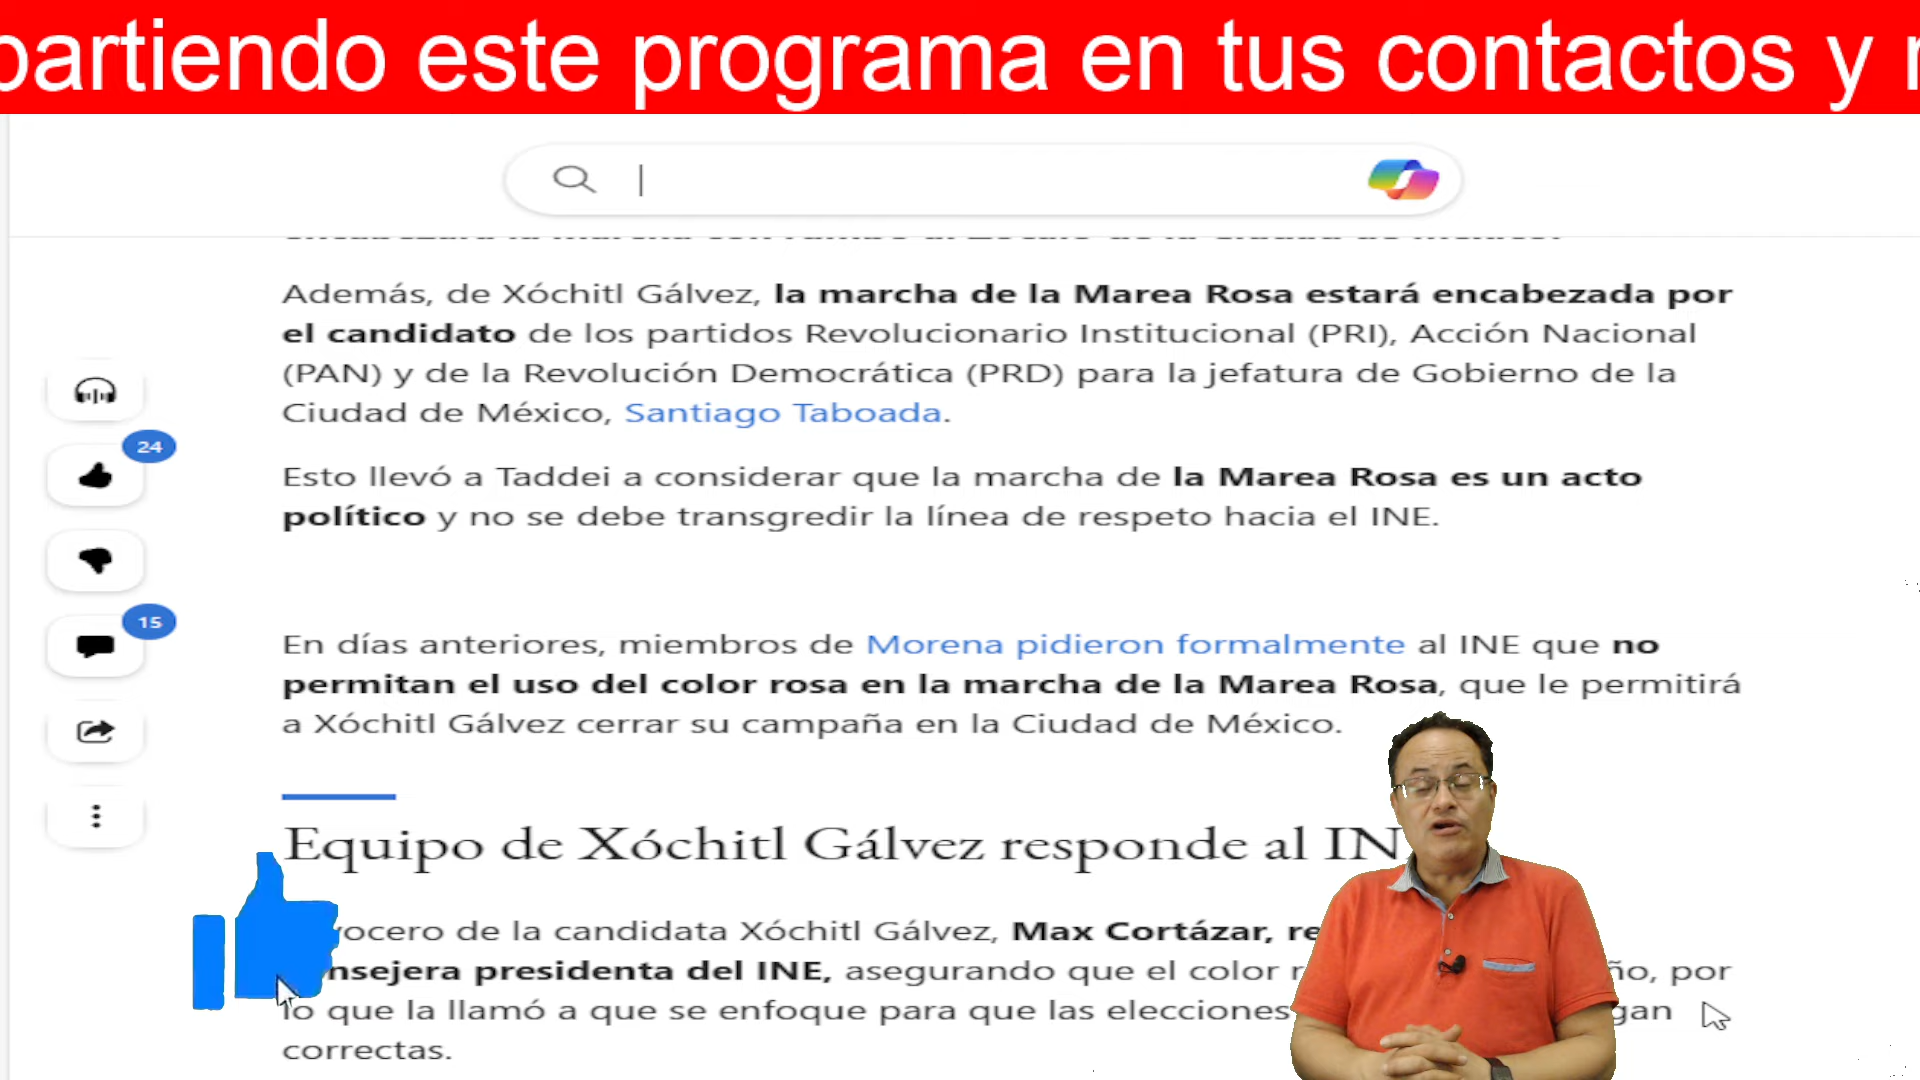 partiendo este programa en tus contactos y
Además, de Xóchitl Gálvez, la marcha de la Marea Rosa estará encabezada por
el candidato de los partidos Revolucionario Institucional (PRI), Acción Nacional
(PAN) y de la Revolución Democrática (PRD) para la jefatura de Gobierno de la
Ciudad de México, Santiago Taboada.
24
Esto llevó a Taddei a considerar que la marcha de la Marea Rosa es un acto
político y no se debe transgredir la línea de respeto hacia el INE.
15
En días anteriores, miembros de Morena pidieron formalmente al INE que no
permitan el uso del color rosa en la marcha de la Marea Rosa, que le permitirá
a Xóchitl Gálvez cerrar su campaña en la Ciudad de México.
Equipo de Xóchitl Gálvez responde al IN
vocero de la candidata Xóchitl Gálvez, Max Cortázar, re
nsejera presidenta del INE, asegurando que el color r ño, por
lo que la llamó a que se enfoque para que las elecciones gan
correctas.